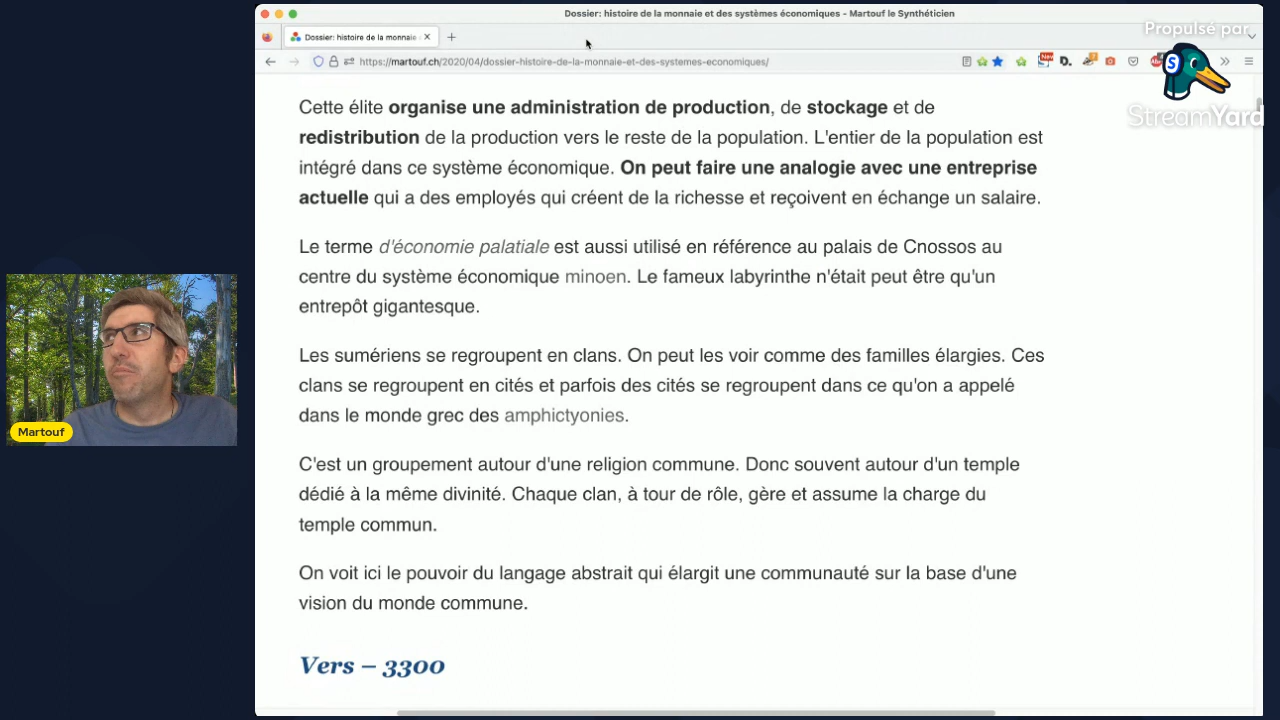 Dossier: histoire de la monnaie et des systèmes économiques - Martouf le Synthéticien
Dossier: histoire de la monnaie
https://martouf.ch/2020/04/dossier-histoire-de-la-monnaie-et-des-systemes-economiques/
Propulsé par
StreamYard
Cette élite organise une administration de production, de stockage et de
redistribution de la production vers le reste de la population. L'entier de la population est
intégré dans ce système économique. On peut faire une analogie avec une entreprise
actuelle qui a des employés qui créent de la richesse et reçoivent en échange un salaire.
Le terme d'économie palatiale est aussi utilisé en référence au palais de Cnossos au
centre du système économique minoen. Le fameux labyrinthe n'était peut être qu'un
entrepôt gigantesque.
Les sumériens se regroupent en clans. On peut les voir comme des familles élargies. Ces
clans se regroupent en cités et parfois des cités se regroupent dans ce qu'on a appelé
dans le monde grec des amphictyonies.
C'est un groupement autour d'une religion commune. Donc souvent autour d'un temple
dédié à la même divinité. Chaque clan, à tour de rôle, gère et assume la charge du
temple commun.
On voit ici le pouvoir du langage abstrait qui élargit une communauté sur la base d'une
vision du monde commune.
Vers – 3300
Martouf